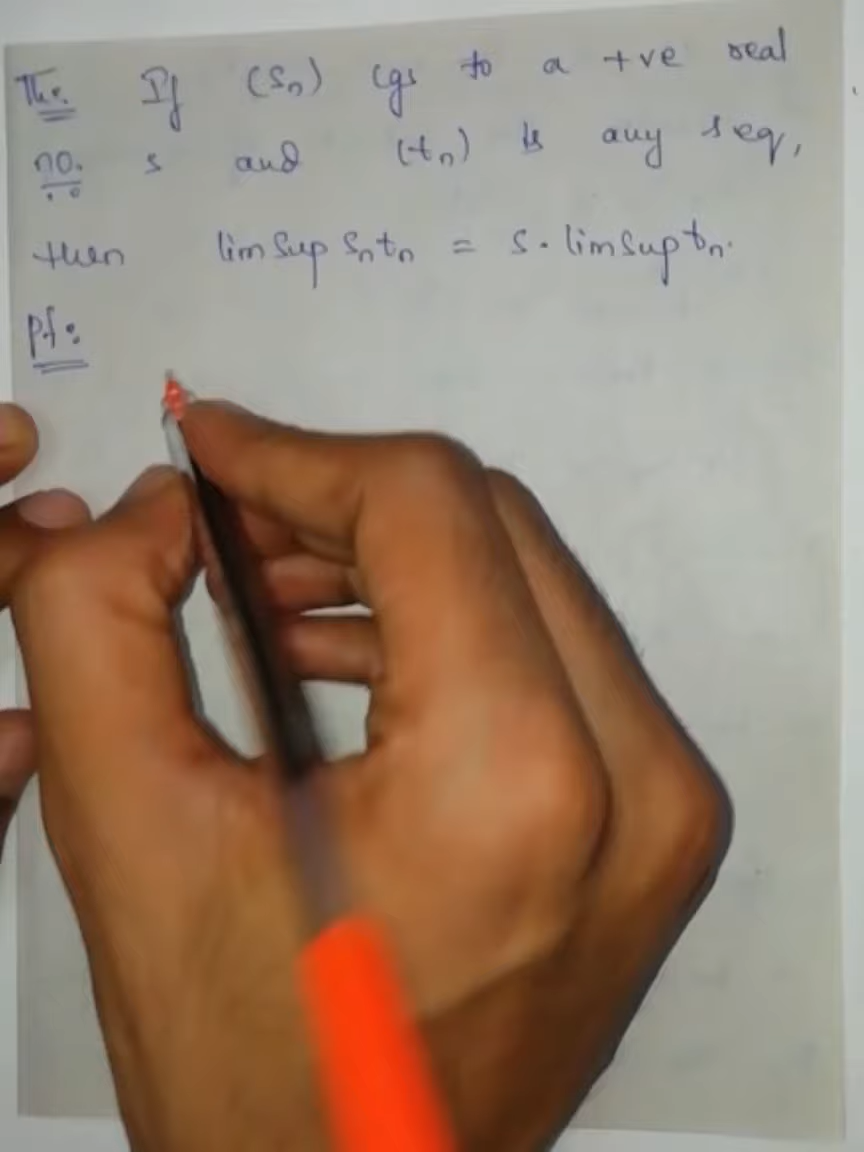 Th: If (sn) cgs to a +ve real
no. s and (tn) is any seq,
then lim sup sntn = s. lim sup tn.
Pf: